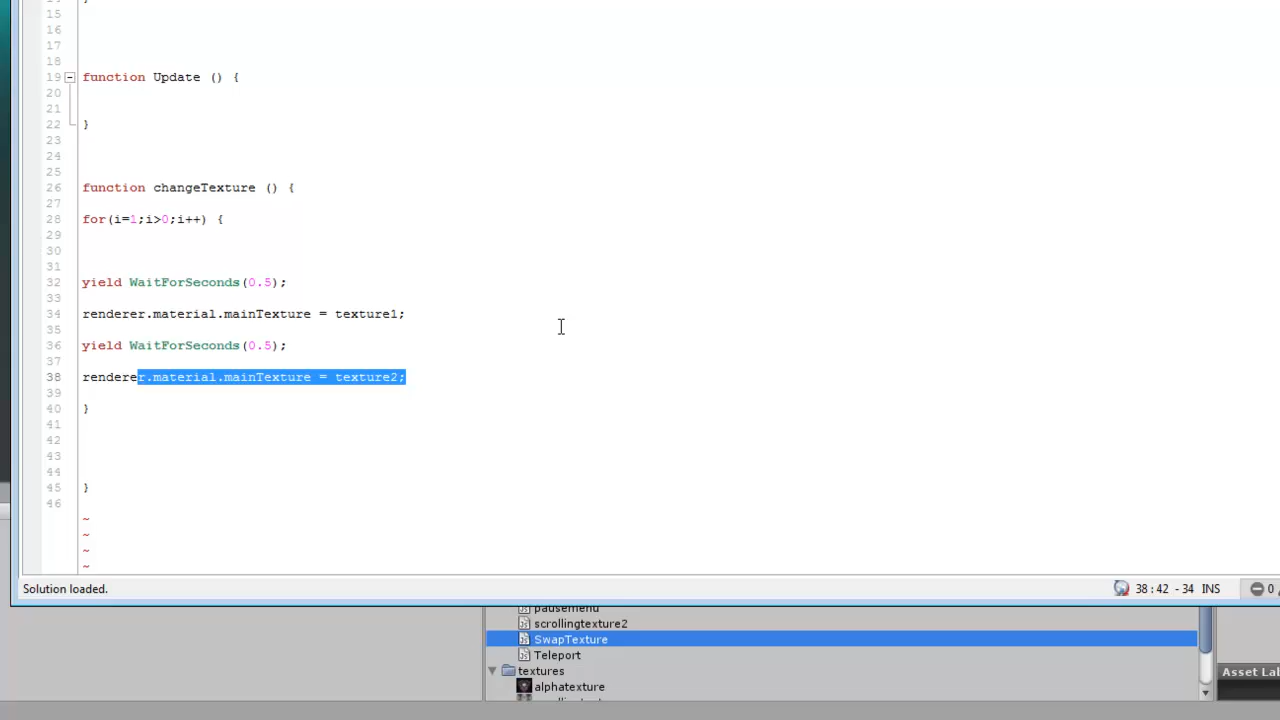 15
16
17
18
19 function Update () {
20
21
22 }
23
24
25
26 function changeTexture () {
27
28 for(i=1;i>0;i++) {
29
30
31
32 yield WaitForSeconds(0.5);
33
34 renderer.material.mainTexture = texture1;
35
36 yield WaitForSeconds(0.5);
37
38 renderer.material.mainTexture = texture2;
39
40 }
41
42
43
44
45 }
46
~
~
~
~
Solution loaded.
38 : 42 - 34 INS
0
pausemenu
scrollingtexture2
SwapTexture
Teleport
textures
Asset Lab
alphatexture